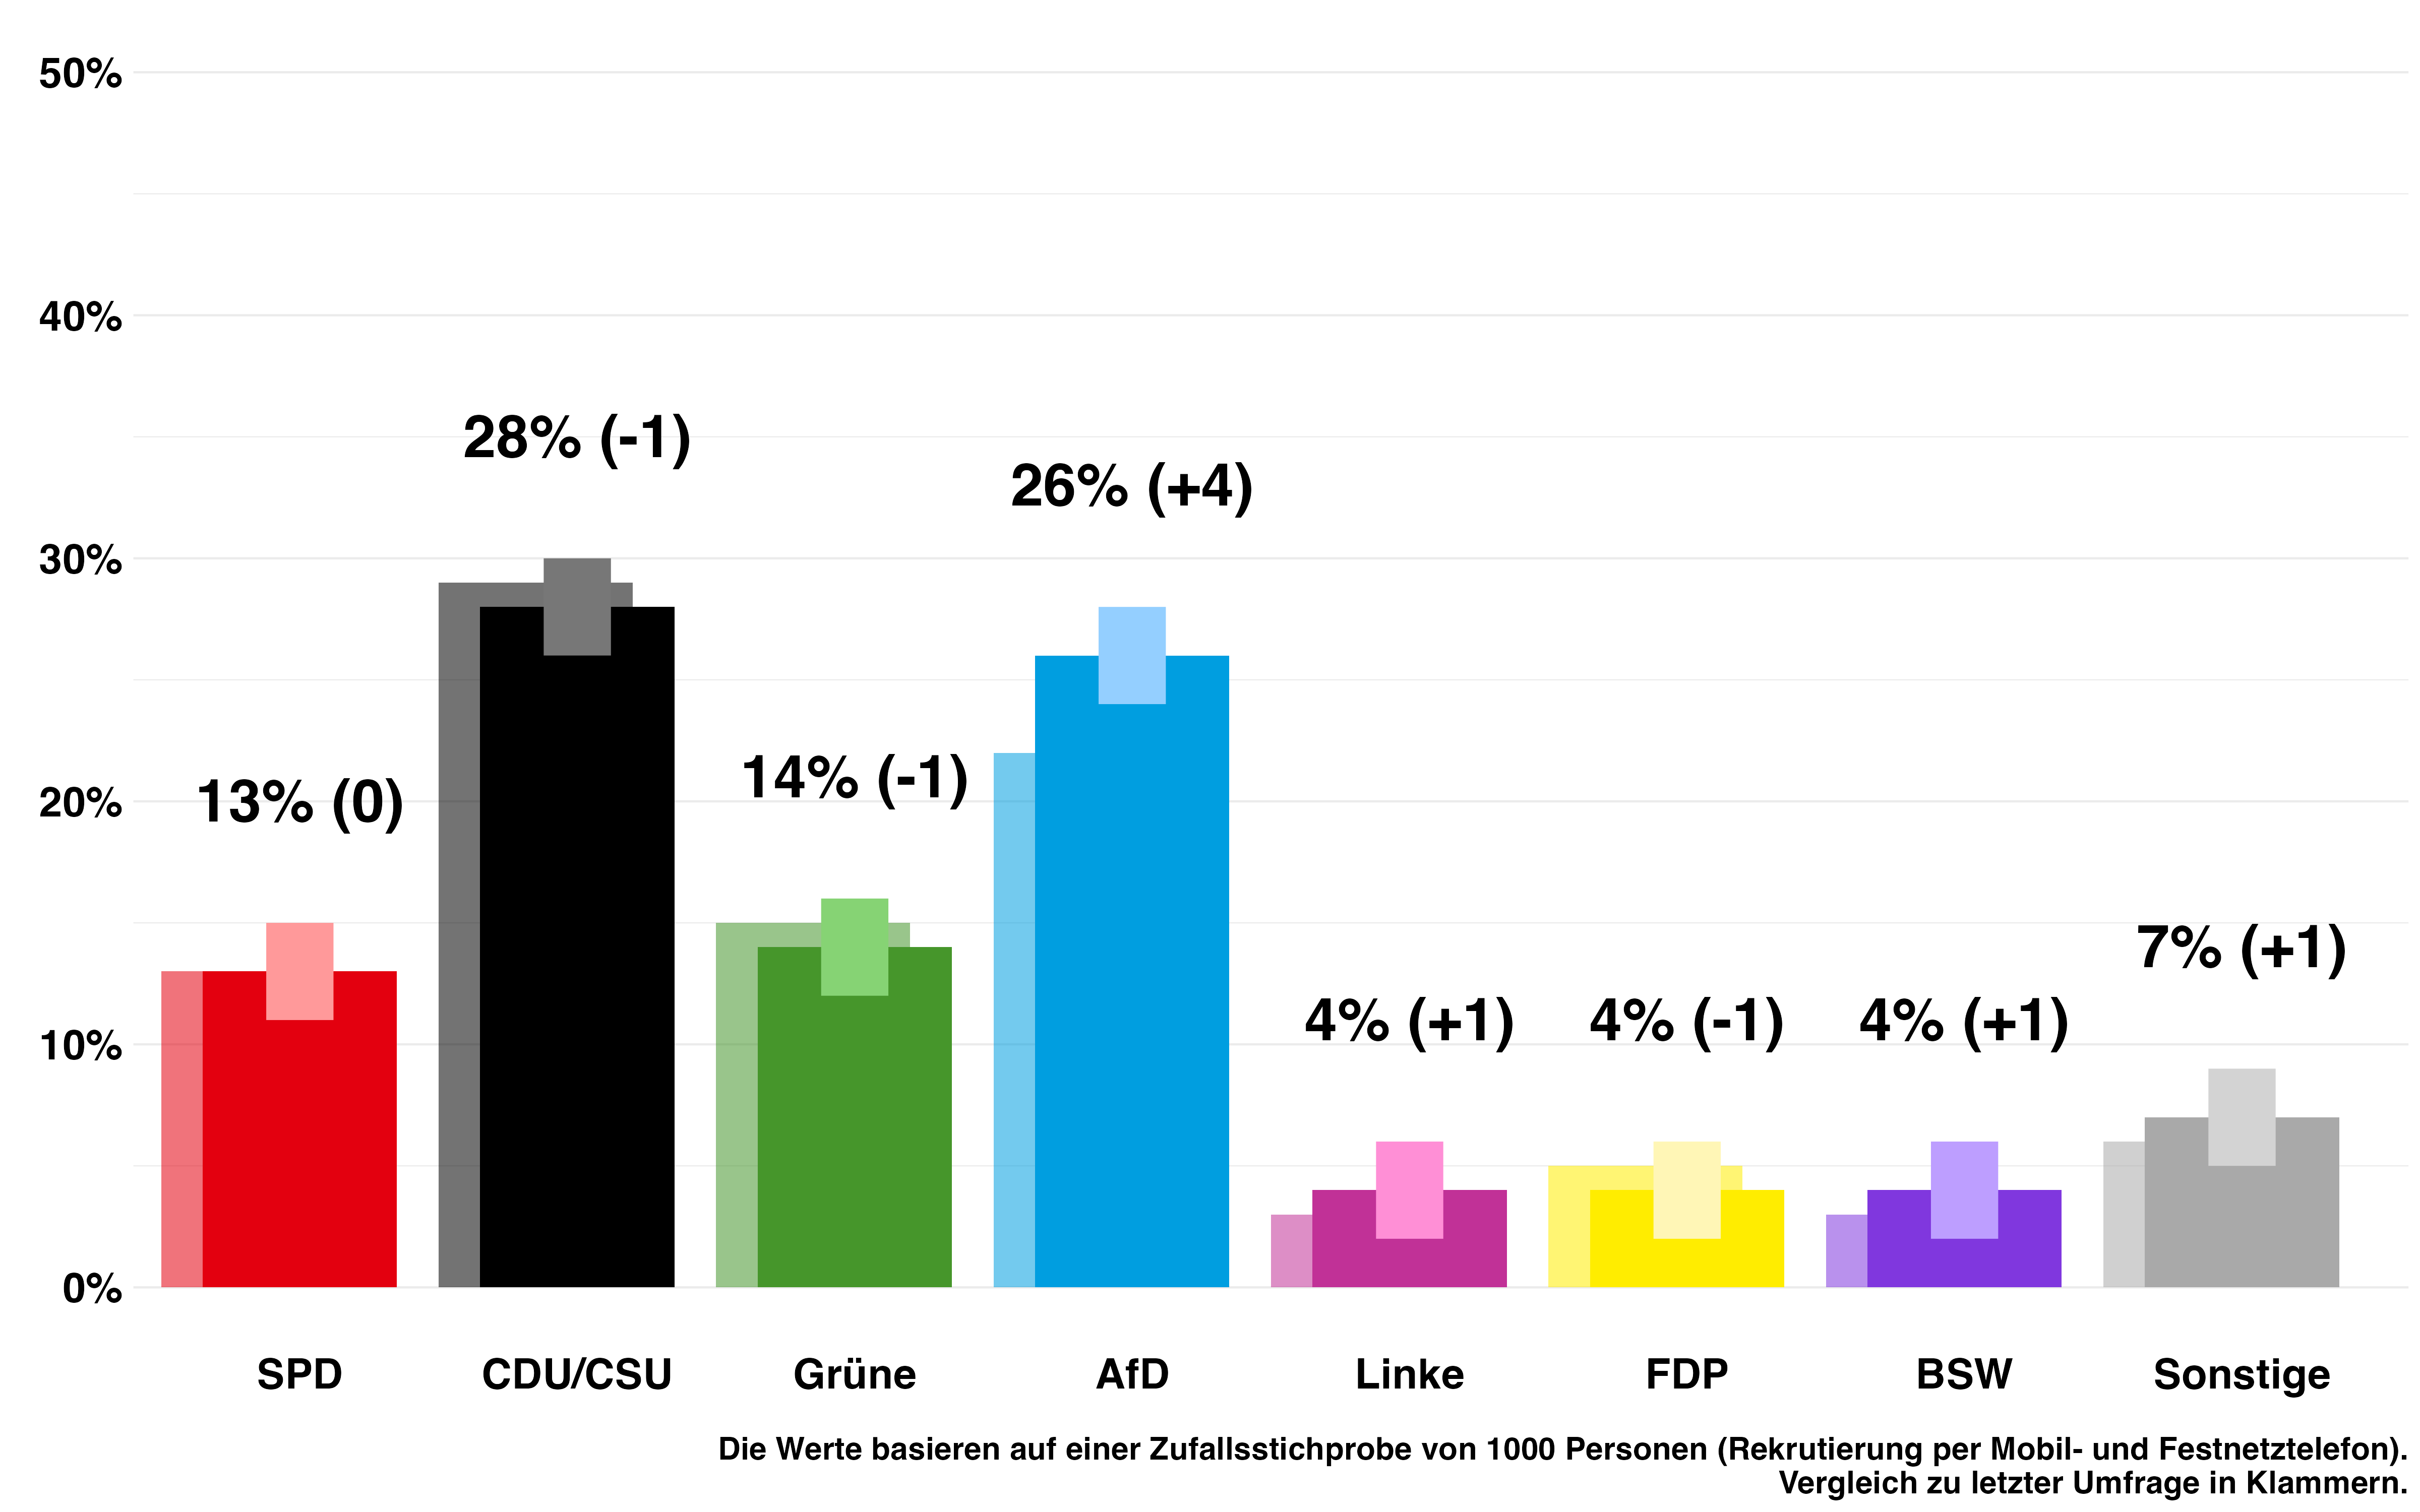 50%
40%
30%
20%
10%
0%
13% (0)
28% (-1)
14% (-1)
26% (+4)
4% (+1)
4% (-1)
4% (+1)
7% (+1)
SPD
CDU/CSU
Grüne
AfD
Linke
FDP
BSW
Sonstige
Die Werte basieren auf einer Zufallsstichprobe von 1000 Personen (Rekrutierung per Mobil- und Festnetztelefon).
Vergleich zu letzter Umfrage in Klammern.